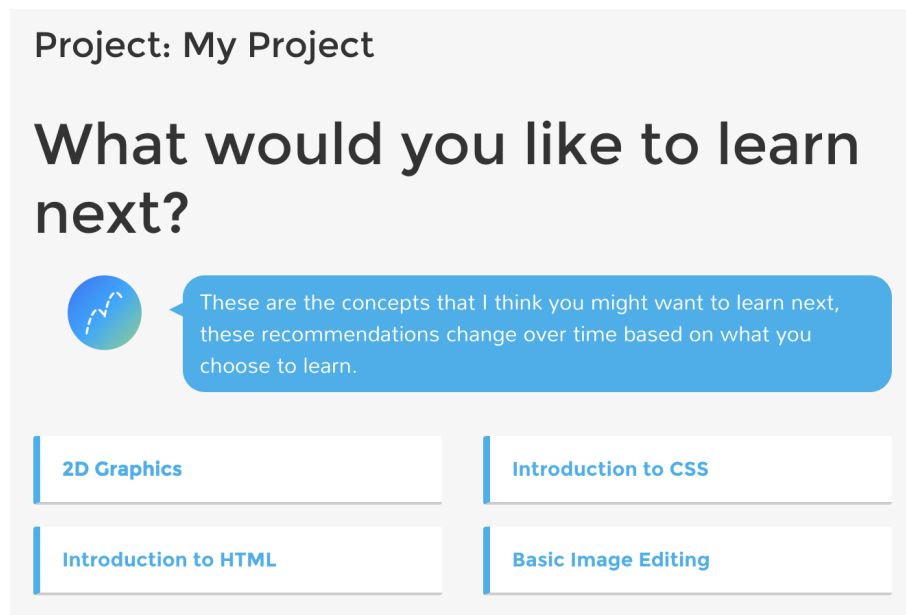 Project: My Project
What would you like to learn
next?
These are the concepts that I think you might want to learn next,
these recommendations change over time based on what you
choose to learn.
2D Graphics
Introduction to CSS
Introduction to HTML
Basic Image Editing